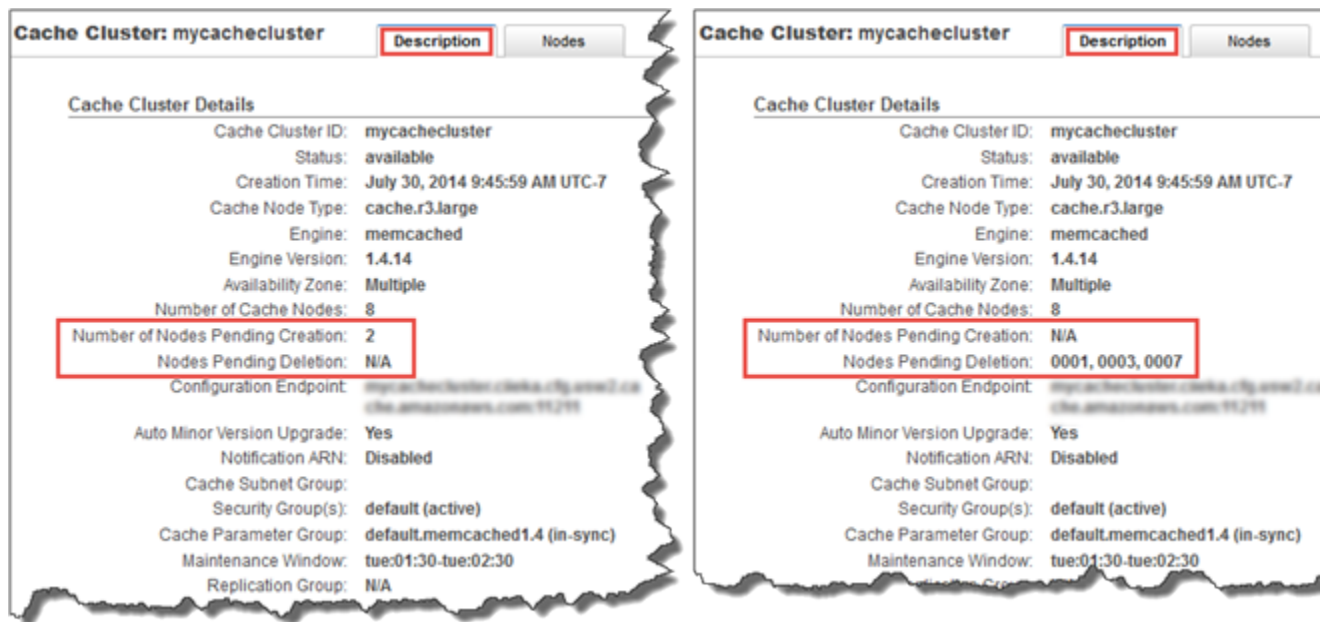 Cache Cluster: mycachecluster
Description
Nodes
Cache Cluster Details
Cache Cluster ID: mycachecluster
Status: available
Creation Time: July 30, 2014 9:45:59 AM UTC-7
Cache Node Type: cache.r3.large
Engine: memcached
Engine Version: 1.4.14
Availability Zone: Multiple
Number of Cache Nodes: 8
Number of Nodes Pending Creation: 2
Nodes Pending Deletion: N/A
Configuration Endpoint:
Auto Minor Version Upgrade: Yes
Notification ARN: Disabled
Cache Subnet Group:
Security Group(s): default (active)
Cache Parameter Group: default.memcached1.4 (in-sync)
Maintenance Window: tue:01:30-tue:02:30
Replication Group: N/A
Cache Cluster: mycachecluster
Description
Nodes
Cache Cluster Details
Cache Cluster ID: mycachecluster
Status: available
Creation Time: July 30, 2014 9:45:59 AM UTC-7
Cache Node Type: cache.r3.large
Engine: memcached
Engine Version: 1.4.14
Availability Zone: Multiple
Number of Cache Nodes: 8
Number of Nodes Pending Creation: N/A
Nodes Pending Deletion: 0001, 0003, 0007
Configuration Endpoint:
Auto Minor Version Upgrade: Yes
Notification ARN: Disabled
Cache Subnet Group:
Security Group(s): default (active)
Cache Parameter Group: default.memcached1.4 (in-sync)
Maintenance Window: tue:01:30-tue:02:30